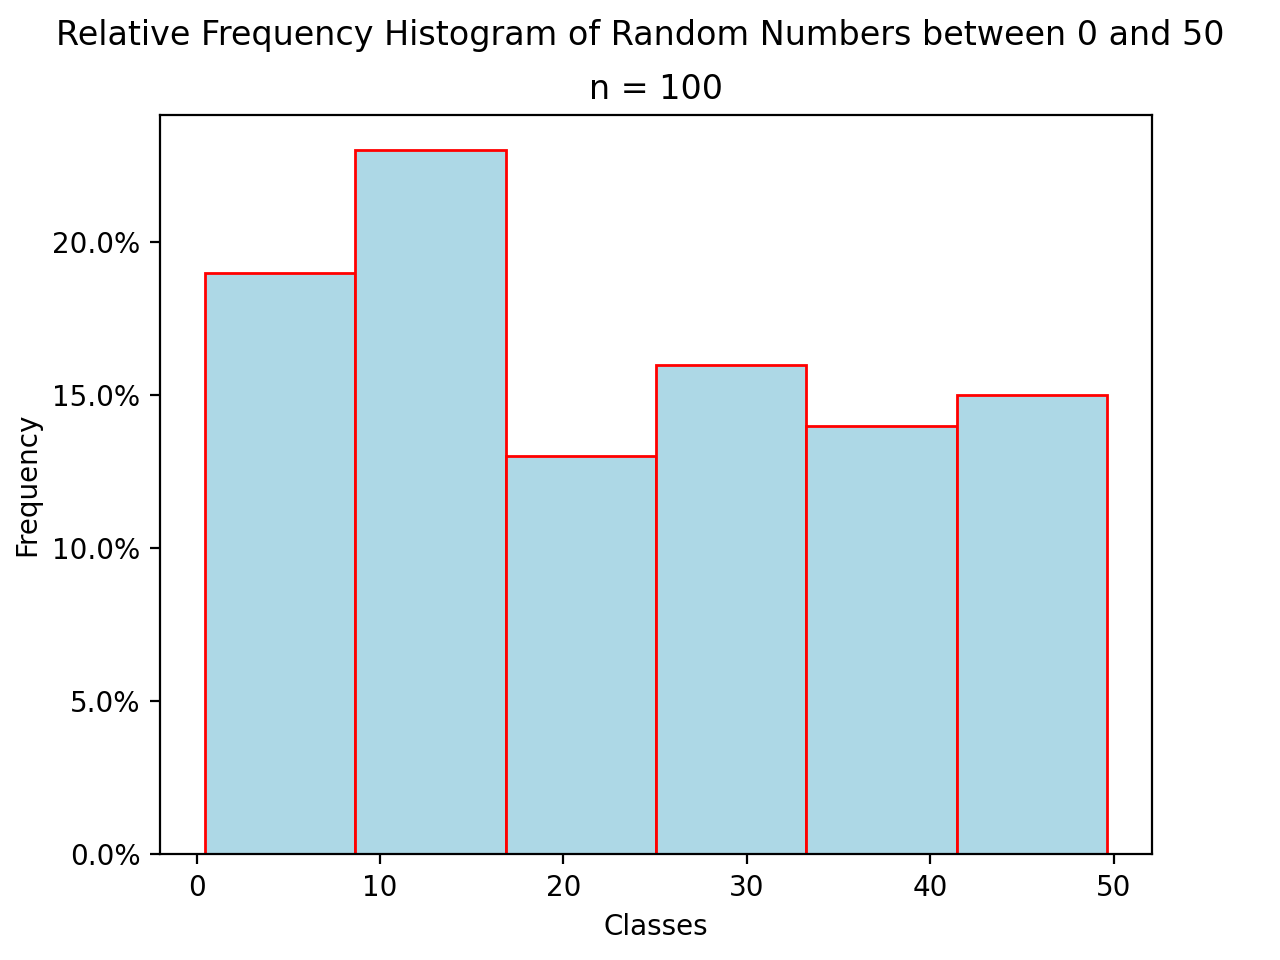 Relative Frequency Histogram of Random Numbers between 0 and 50
n = 100
20.0%
15.0%
10.0%
5.0%
0.0%
Frequency
0 10 20 30 40 50
Classes